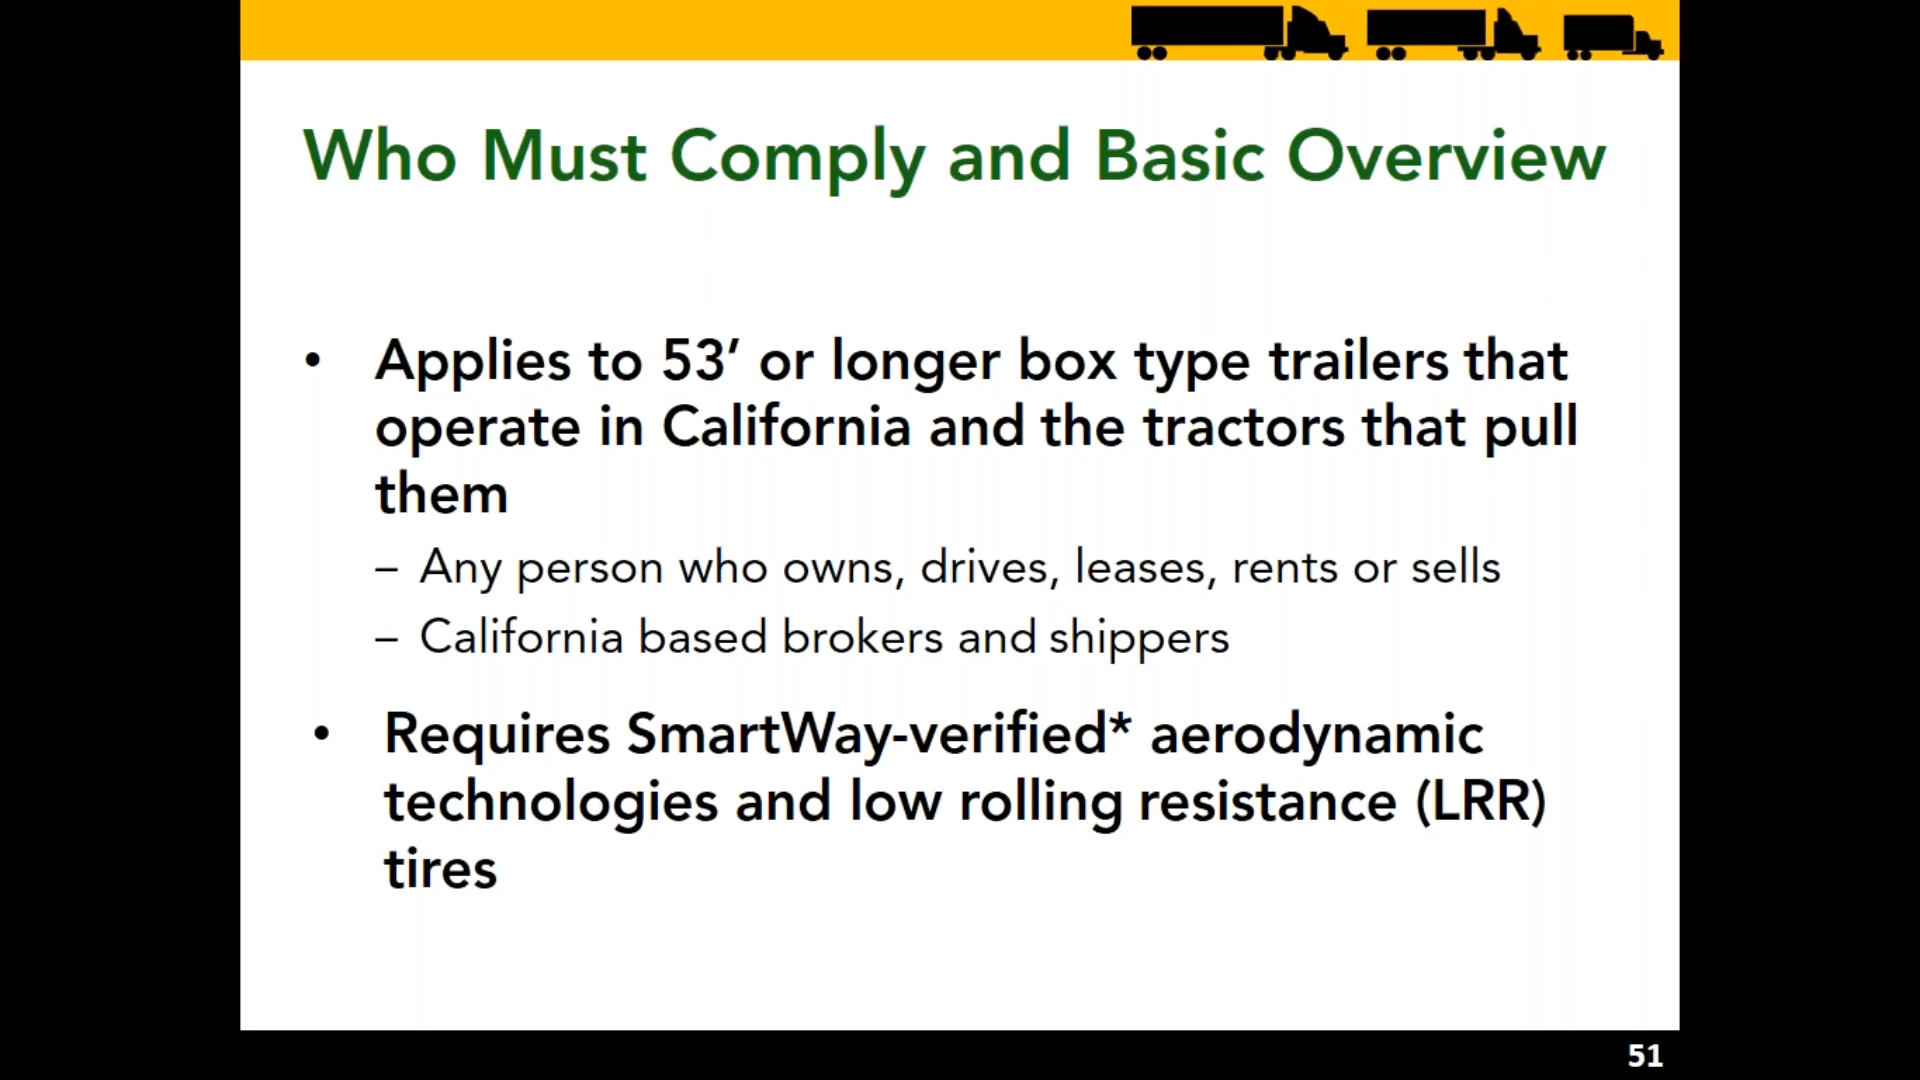 Who Must Comply and Basic Overview
• Applies to 53’ or longer box type trailers that
operate in California and the tractors that pull
them
– Any person who owns, drives, leases, rents or sells
– California based brokers and shippers
• Requires SmartWay-verified* aerodynamic
technologies and low rolling resistance (LRR)
tires
51